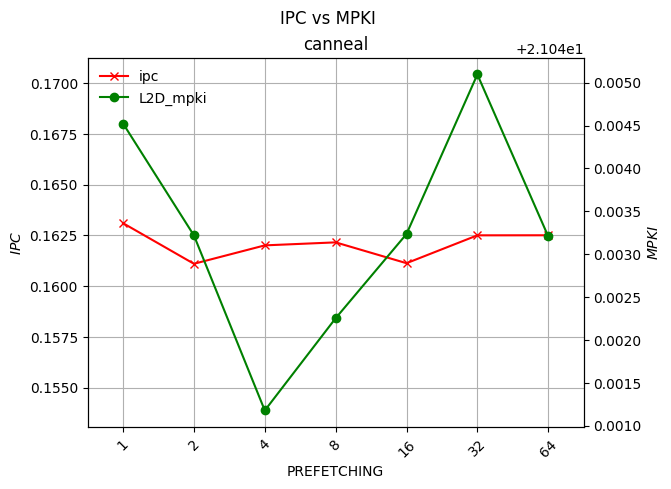 IPC vs MPKI
canneal
+2.104e1
ipc
L2D_mpki
0.1700
0.1675
0.1650
0.1625
0.1600
0.1575
0.1550
IPC
0.0050
0.0045
0.0040
0.0035
0.0030
0.0025
0.0020
0.0015
0.0010
MPKI
1
2
4
8
16
32
64
PREFETCHING